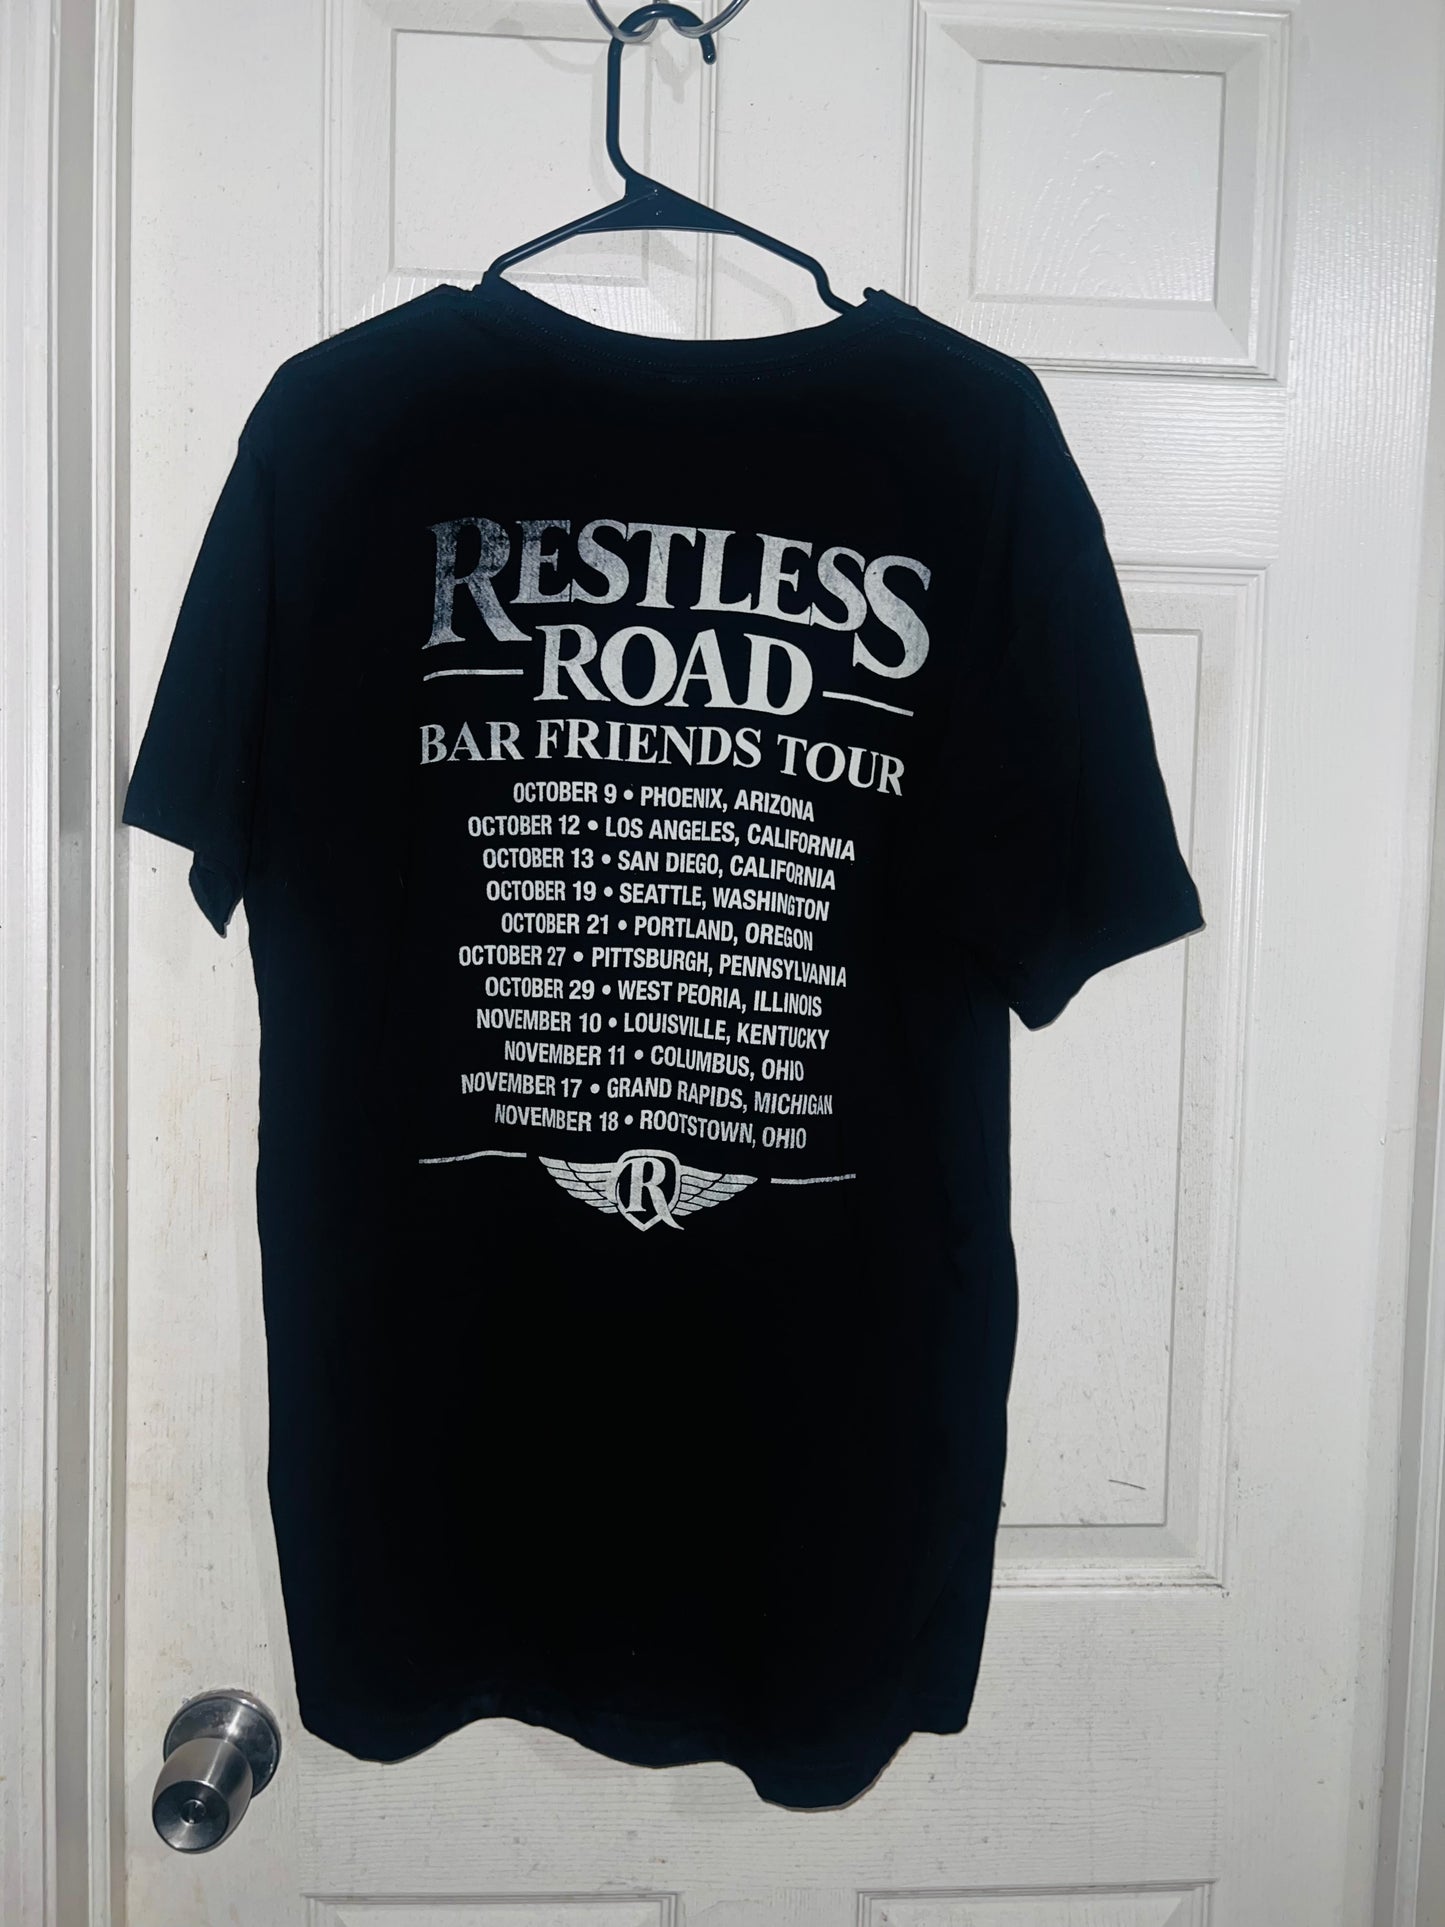 RESTLESS
ROAD
BAR FRIENDS TOUR
OCTOBER 9 • PHOENIX, ARIZONA
OCTOBER 12 • LOS ANGELES, CALIFORNIA
OCTOBER 13 • SAN DIEGO, CALIFORNIA
OCTOBER 19 • SEATTLE, WASHINGTON
OCTOBER 21 • PORTLAND, OREGON
OCTOBER 27 • PITTSBURGH, PENNSYLVANIA
OCTOBER 29 • WEST PEORIA, ILLINOIS
NOVEMBER 10 • LOUISVILLE, KENTUCKY
NOVEMBER 11 • COLUMBUS, OHIO
NOVEMBER 17 • GRAND RAPIDS, MICHIGAN
NOVEMBER 18 • ROOTSTOWN, OHIO
R